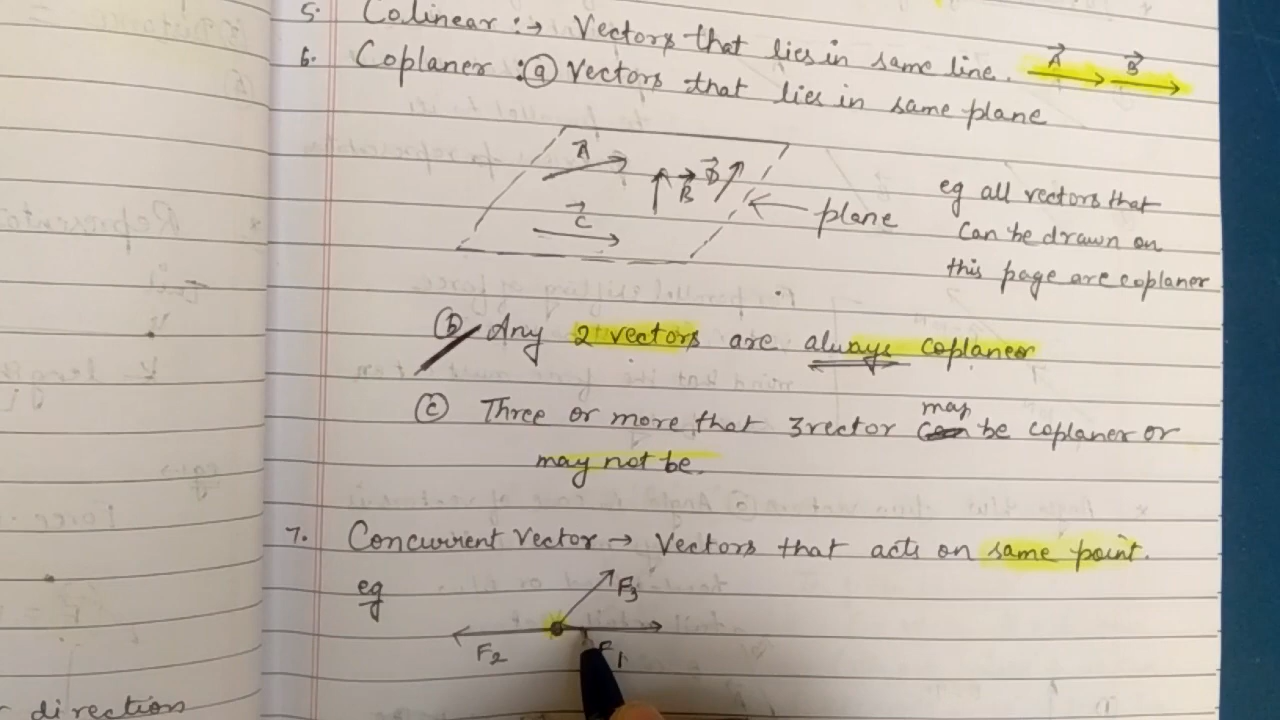 5. Colinear :→ Vectors that lies in same line. A B
6. Coplaner :ⓐ Vectors that lies in same plane
A
B D
C
plane
eg all vectors that
can be drawn on
this page are coplaner
ⓑ Any 2 vectors are always coplaner
ⓒ Three or more that 3 vector may be coplaner or
may not be.
7. Concurrent Vector → Vectors that acts on same point.
eg
F3
F2 F1
direction